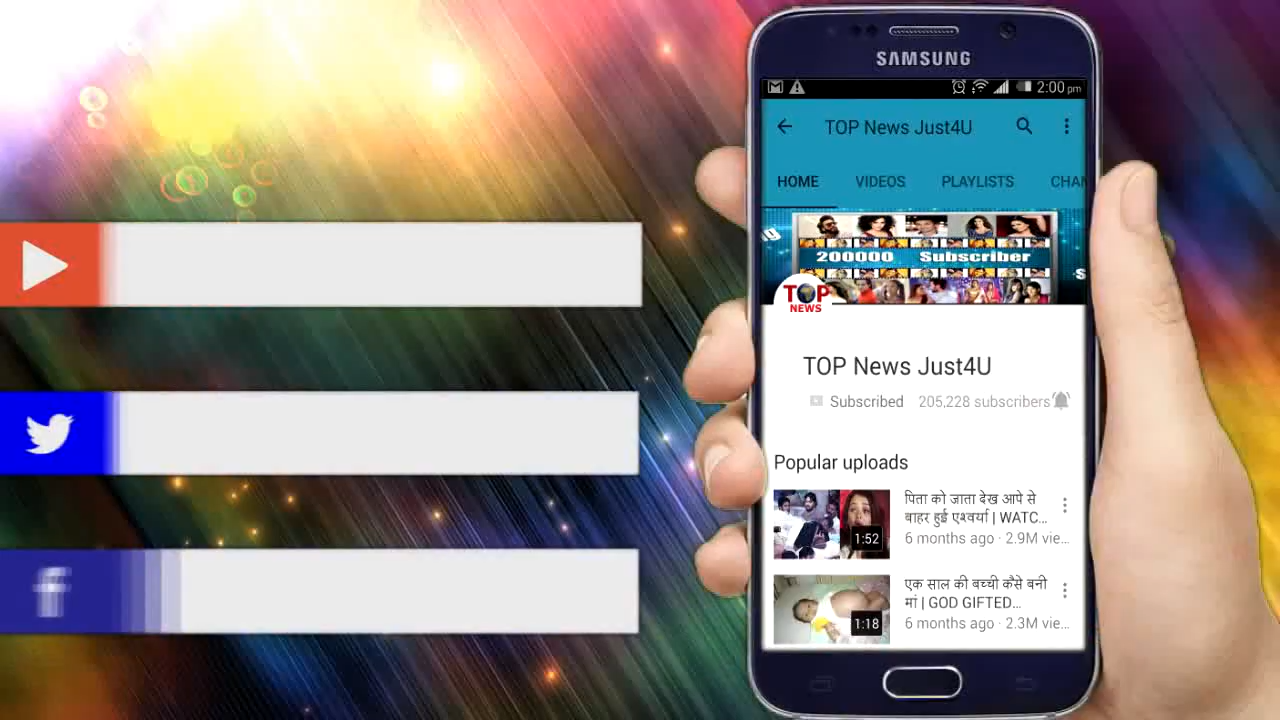 SAMSUNG
2:00 pm
TOP News Just4U
HOME VIDEOS PLAYLISTS CHAN
200000 Subscriber
TOP
NEWS
TOP News Just4U
Subscribed 205,228 subscribers
Popular uploads
पिता को जाता देख आपे से
बाहर हुई एश्वर्या | WATC...
6 months ago · 2.9M vie...
1:52
एक साल की बच्ची कैसे बनी
मां | GOD GIFTED...
6 months ago · 2.3M vie...
1:18